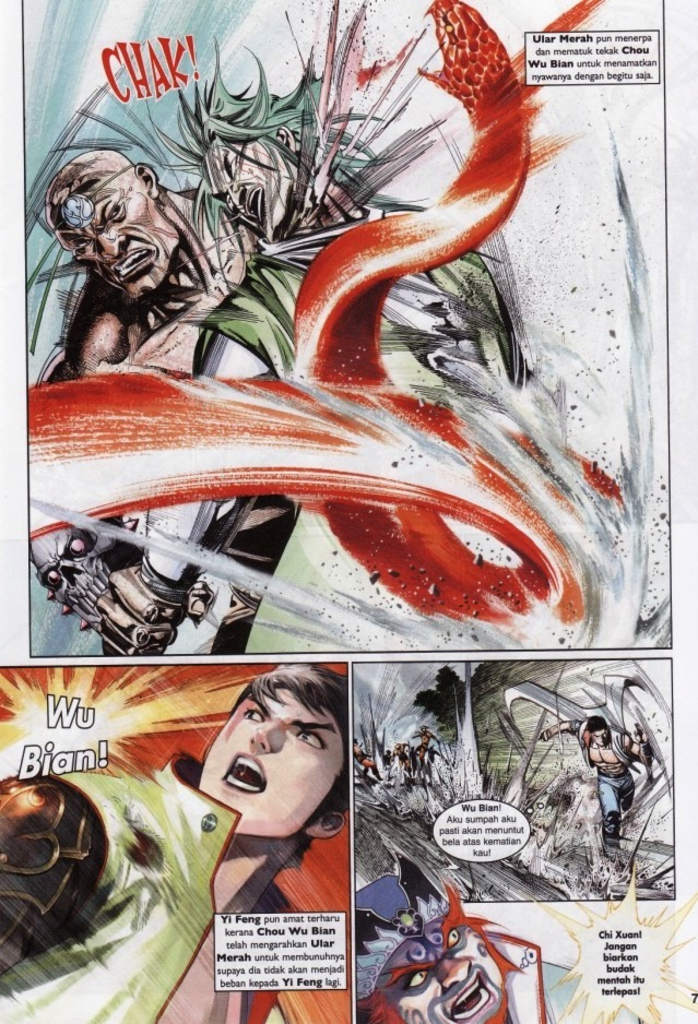 CHAK!
Ular Merah pun menerpa
dan mematuk tekak Chou
Wu Bian untuk menamatkan
nyawanya dengan begitu saja.
Wu
Bian!
Yi Feng pun amat terharu
kerana Chou Wu Bian
telah mengarahkan Ular
Merah untuk membunuhnya
supaya dia tidak akan menjadi
beban kepada Yi Feng lagi.
Wu Bian!
Aku sumpah aku
pasti akan menuntut
bela atas kematian
kau!
Chi Xuan!
Jangan
biarkan
budak
mentah itu
terlepas!
7